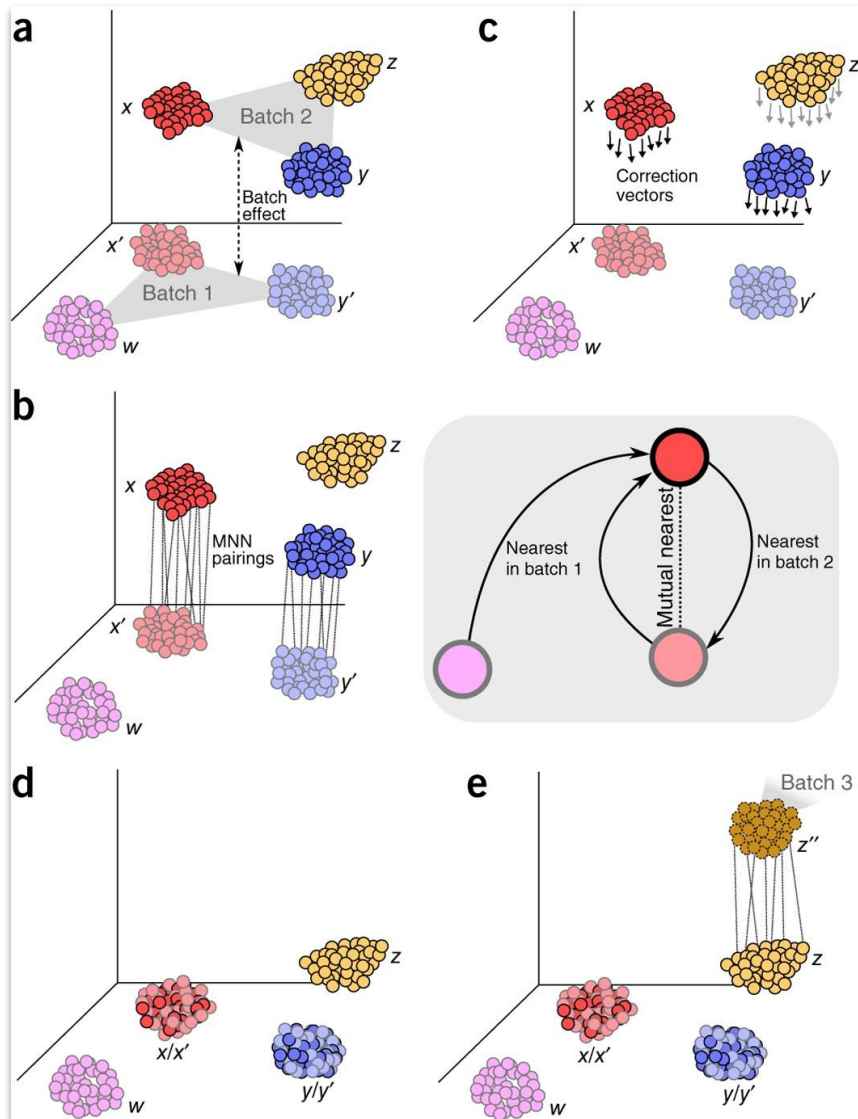 a
z
x
Batch 2
y
Batch
effect
x′
Batch 1
y′
w
c
z
x
y
Correction
vectors
x′
y′
w
b
z
x
MNN
pairings
y
x′
y′
w
Nearest
in batch 1
Mutual nearest
Nearest
in batch 2
d
z
x/x′
y/y′
w
e
Batch 3
z′′
z
x/x′
y/y′
w